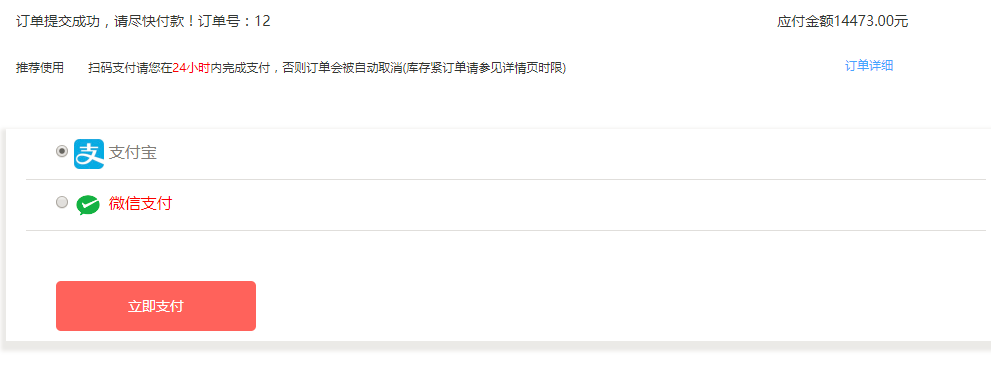 订单提交成功，请尽快付款！订单号：12 应付金额14473.00元
推荐使用 扫码支付请您在24小时内完成支付，否则订单会被自动取消(库存紧订单请参见详情页时限) 订单详细
支 支付宝
微信支付
立即支付